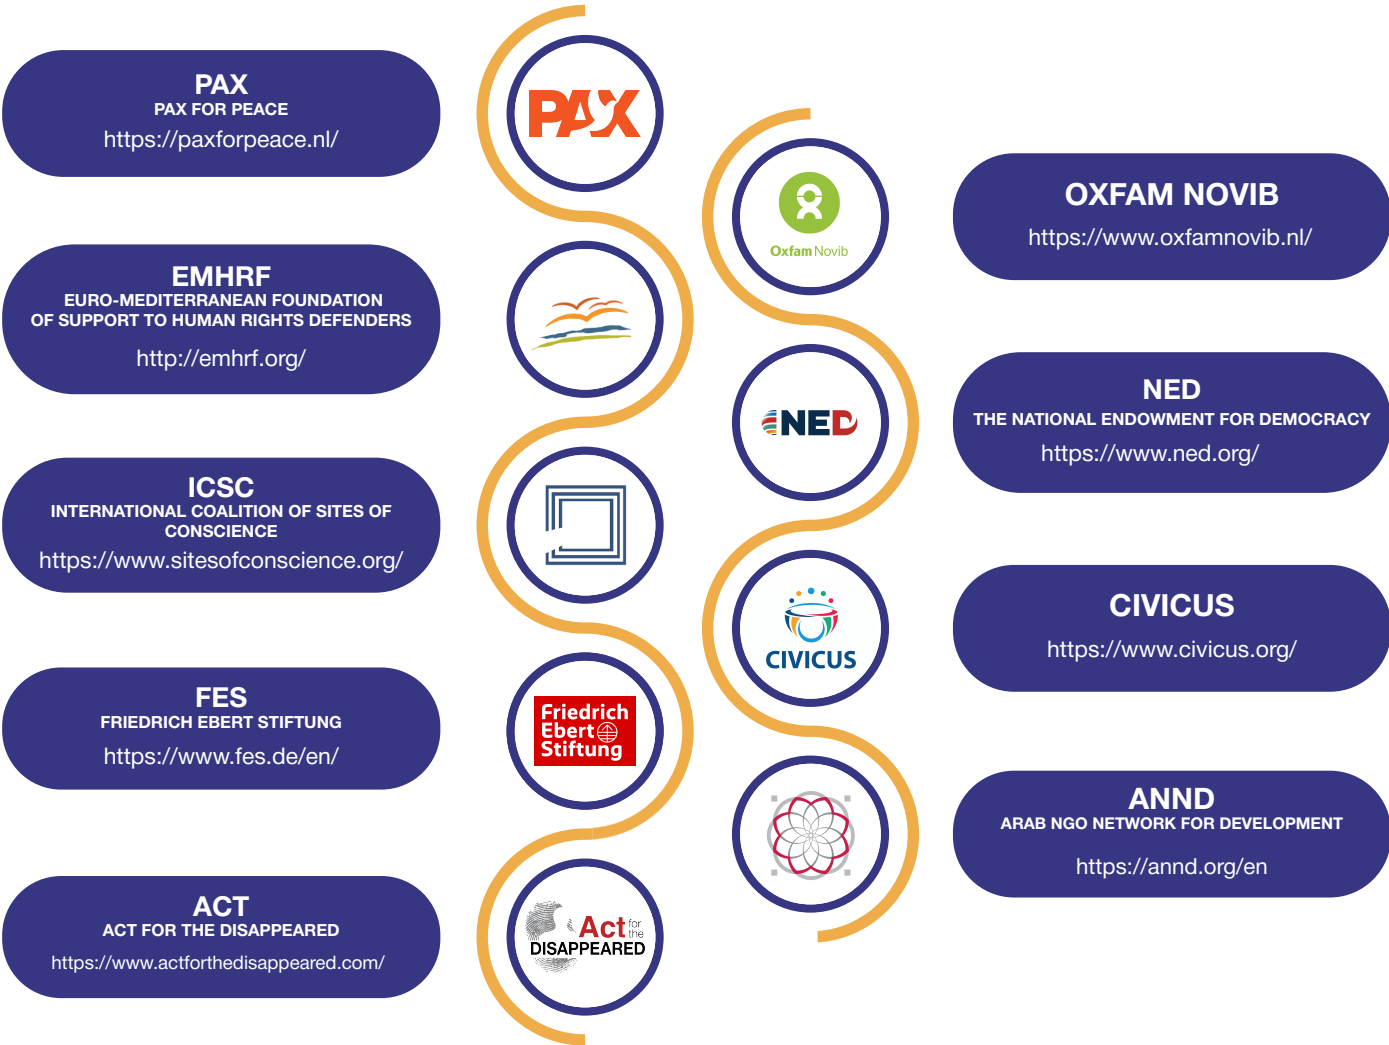 PAX
PAX FOR PEACE
https://paxforpeace.nl/
PAX
EMHRF
EURO-MEDITERRANEAN FOUNDATION
OF SUPPORT TO HUMAN RIGHTS DEFENDERS
http://emhrf.org/
ICSC
INTERNATIONAL COALITION OF SITES OF
CONSCIENCE
https://www.sitesofconscience.org/
FES
FRIEDRICH EBERT STIFTUNG
https://www.fes.de/en/
Friedrich
Ebert
Stiftung
ACT
ACT FOR THE DISAPPEARED
https://www.actforthedisappeared.com/
Act for the
DISAPPEARED
Oxfam Novib
OXFAM NOVIB
https://www.oxfamnovib.nl/
NED
NED
THE NATIONAL ENDOWMENT FOR DEMOCRACY
https://www.ned.org/
CIVICUS
CIVICUS
https://www.civicus.org/
ANND
ARAB NGO NETWORK FOR DEVELOPMENT
https://annd.org/en